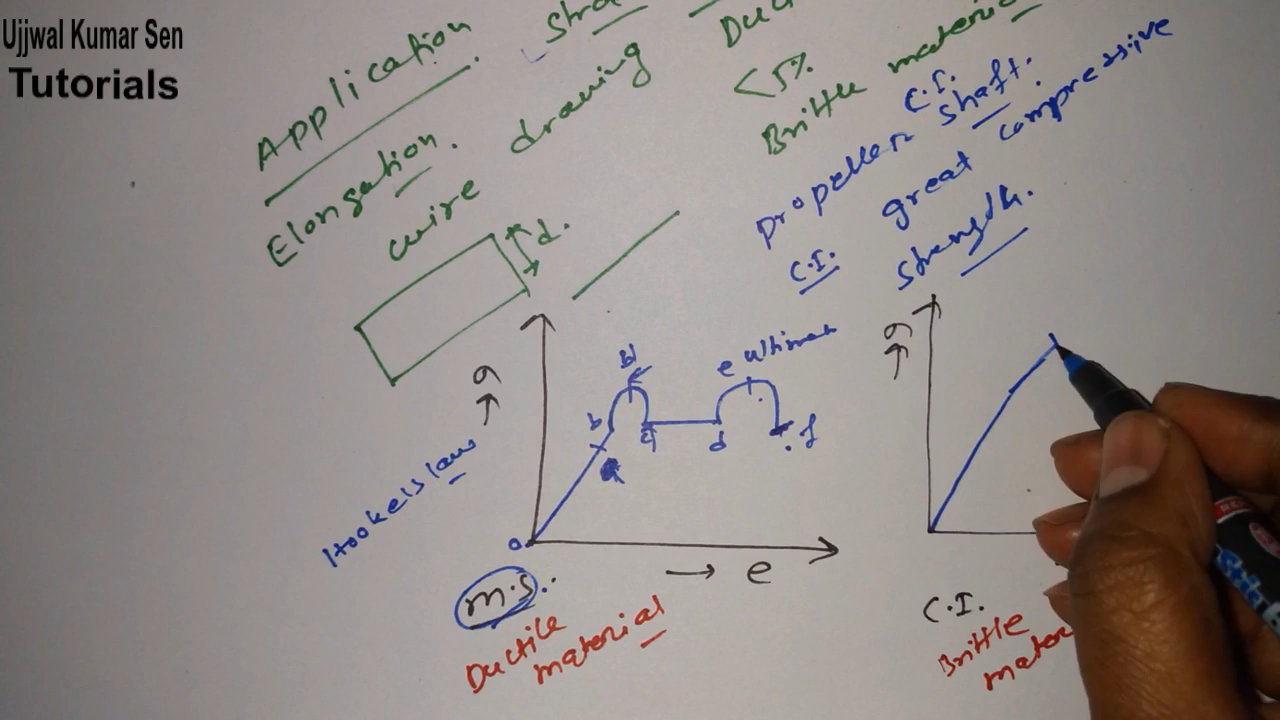 Ujjwal Kumar Sen
Tutorials
Application
Elongation.
wire drawing
d.
<5%
Brittle material
C.I.
propeller shaft.
C.I. great compressive
strength.
σ
Hooke's law
b
b'
c
d
e ultimate
f
o
e
m.s.
Ductile
material
σ
C.I.
Brittle